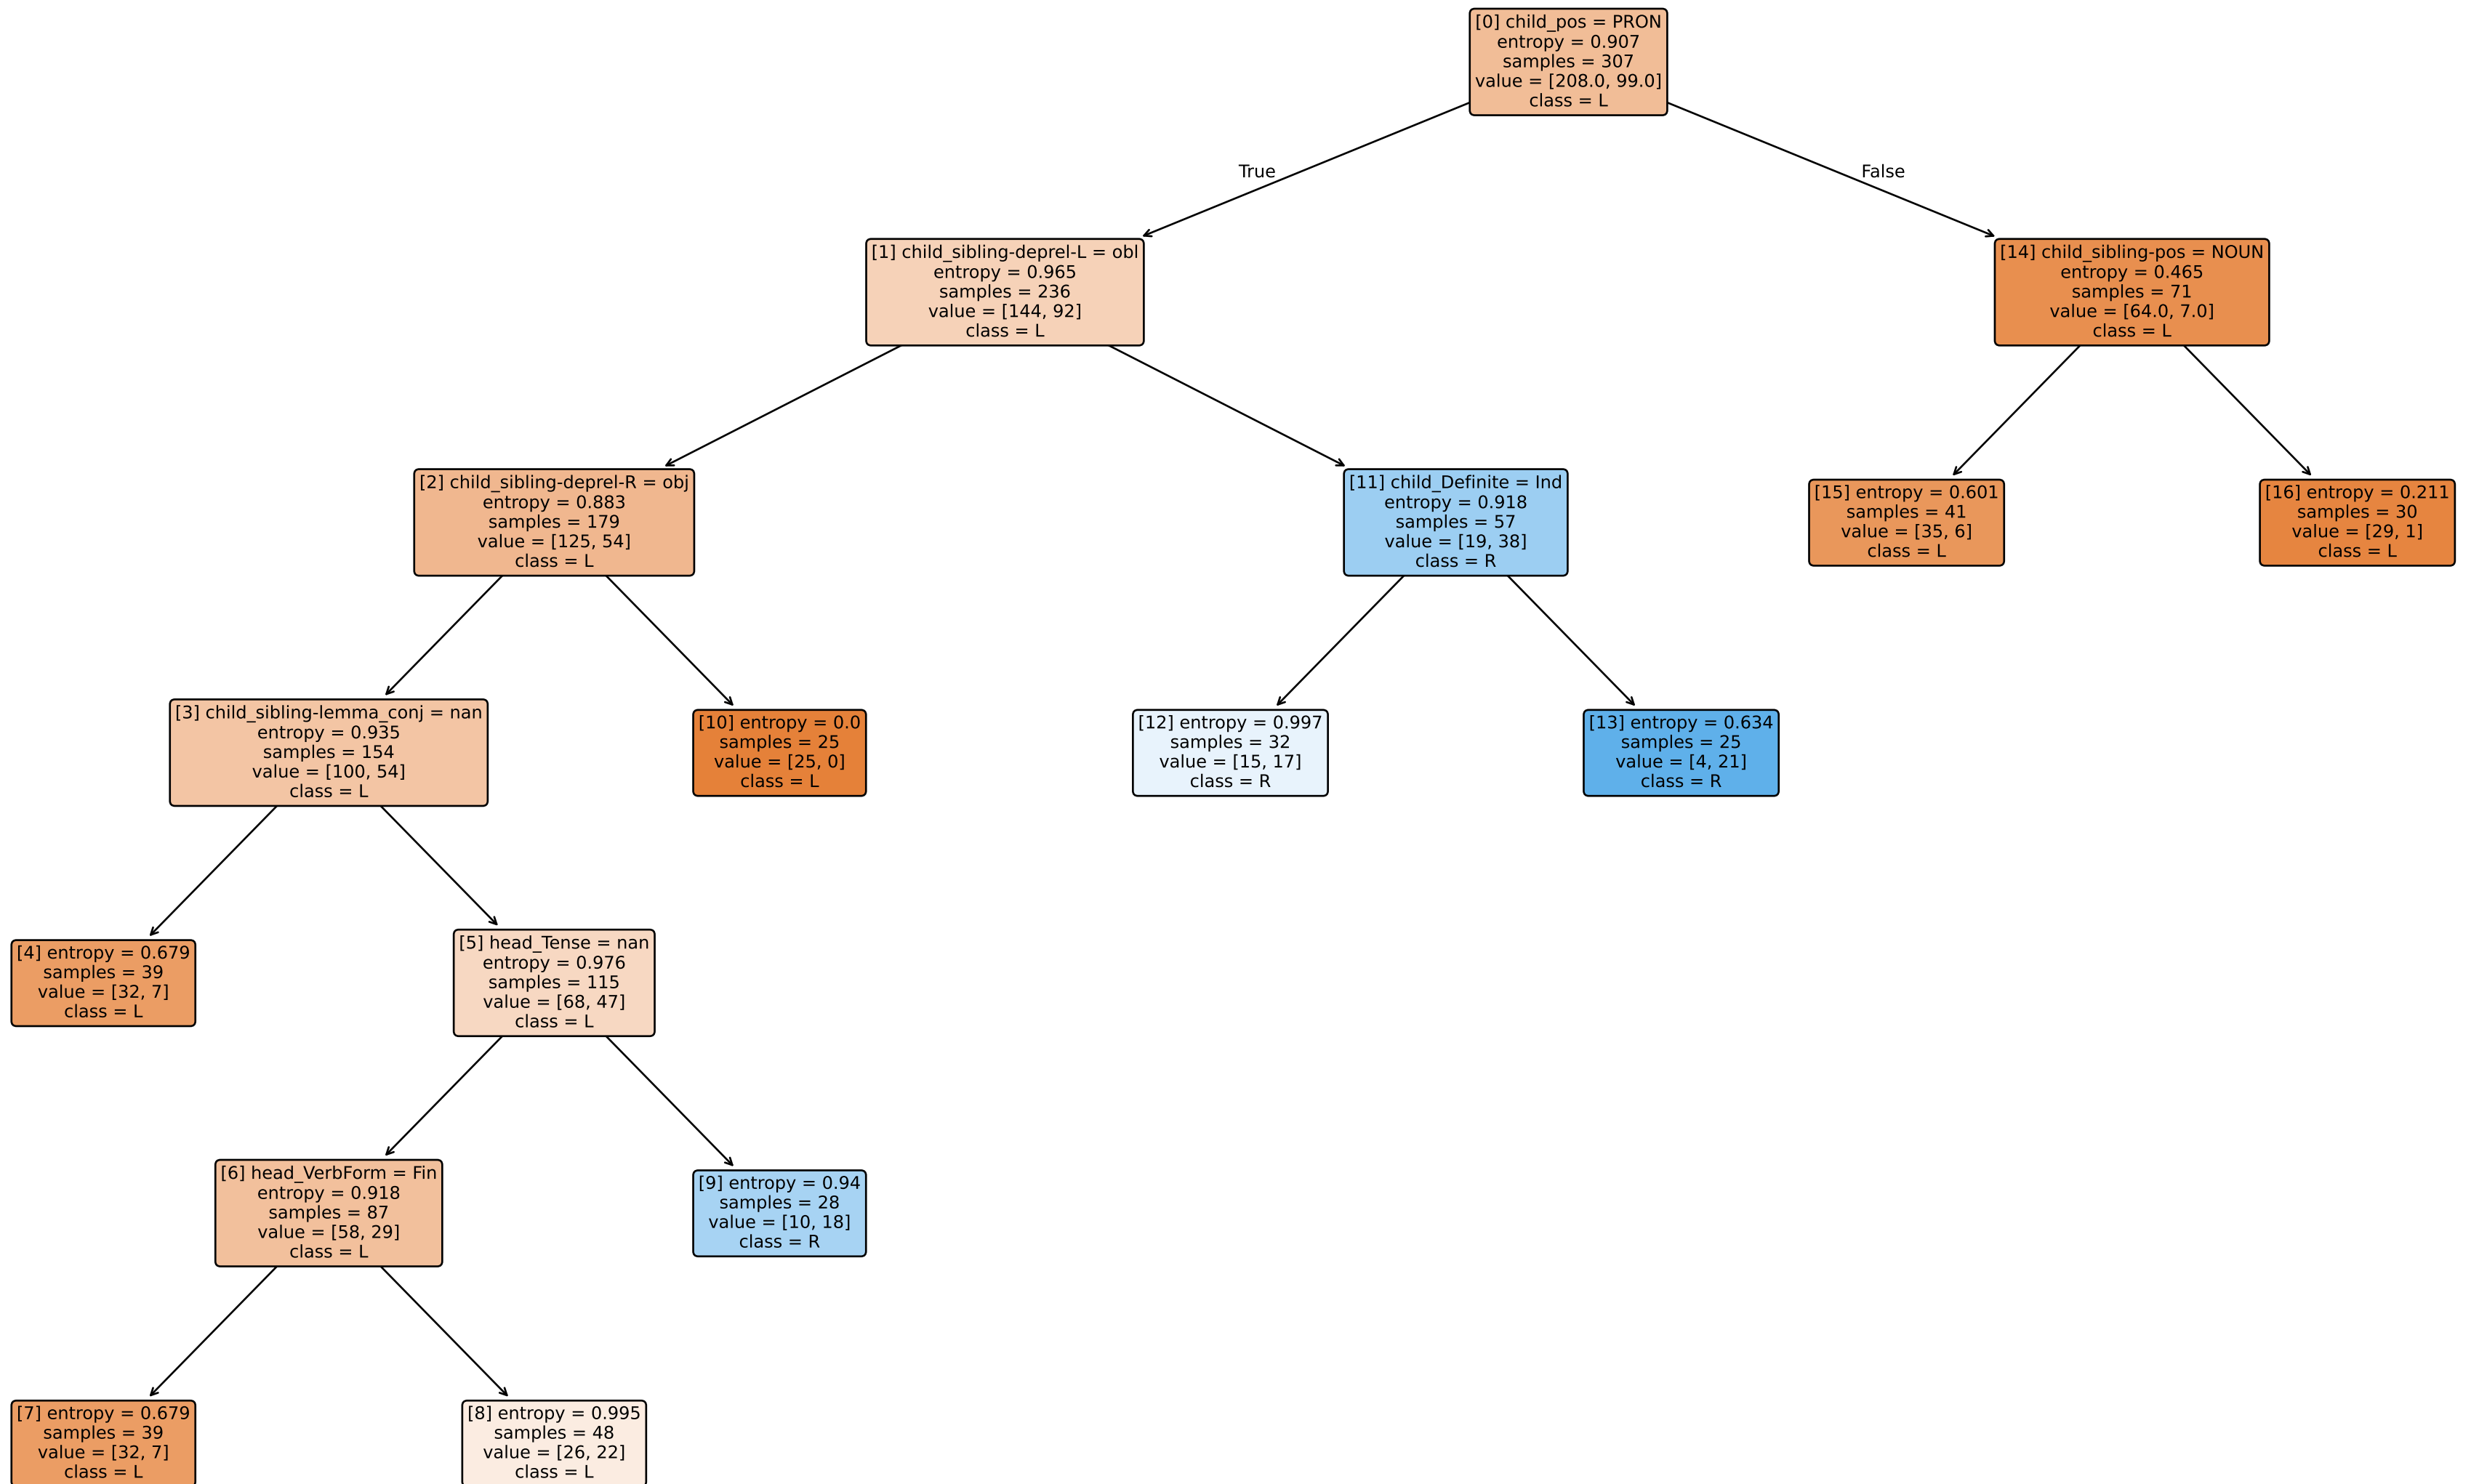 [0] child_pos = PRON
entropy = 0.907
samples = 307
value = [208.0, 99.0]
class = L
True
False
[1] child_sibling-deprel-L = obl
entropy = 0.965
samples = 236
value = [144, 92]
class = L
[14] child_sibling-pos = NOUN
entropy = 0.465
samples = 71
value = [64.0, 7.0]
class = L
[2] child_sibling-deprel-R = obj
entropy = 0.883
samples = 179
value = [125, 54]
class = L
[11] child_Definite = Ind
entropy = 0.918
samples = 57
value = [19, 38]
class = R
[15] entropy = 0.601
samples = 41
value = [35, 6]
class = L
[16] entropy = 0.211
samples = 30
value = [29, 1]
class = L
[3] child_sibling-lemma_conj = nan
entropy = 0.935
samples = 154
value = [100, 54]
class = L
[10] entropy = 0.0
samples = 25
value = [25, 0]
class = L
[12] entropy = 0.997
samples = 32
value = [15, 17]
class = R
[13] entropy = 0.634
samples = 25
value = [4, 21]
class = R
[4] entropy = 0.679
samples = 39
value = [32, 7]
class = L
[5] head_Tense = nan
entropy = 0.976
samples = 115
value = [68, 47]
class = L
[6] head_VerbForm = Fin
entropy = 0.918
samples = 87
value = [58, 29]
class = L
[9] entropy = 0.94
samples = 28
value = [10, 18]
class = R
[7] entropy = 0.679
samples = 39
value = [32, 7]
class = L
[8] entropy = 0.995
samples = 48
value = [26, 22]
class = L